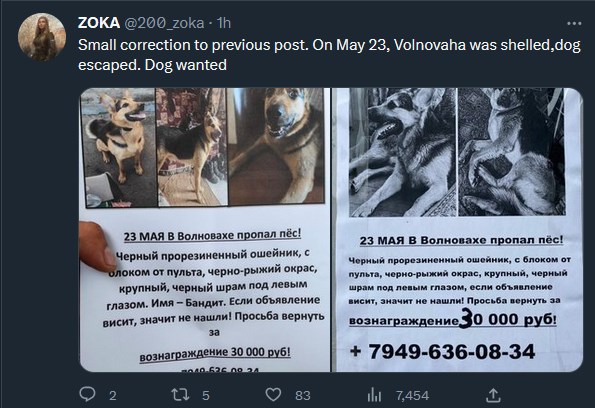 ZOKA @200_zoka · 1h
Small correction to previous post. On May 23, Volnovaha was shelled,dog
escaped. Dog wanted
23 МАЯ В Волновахе пропал пёс!
Черный прорезиненный ошейник, с
блоком от пульта, черно-рыжий окрас,
крупный, черный шрам под левым
глазом. Имя – Бандит. Если объявление
висит, значит не нашли! Просьба вернуть
за
вознаграждение 30 000 руб!
7949-636-08-34
23 МАЯ В Волновахе пропал пёс!
Черный прорезиненный ошейник, с блоком от
пульта, черно-рыжий окрас, крупный, черный
шрам под левым глазом, если объявление
висит, значит не нашли! Просьба вернуть за
вознаграждение 30 000 руб!
+ 7949-636-08-34
2
5
83
7,454